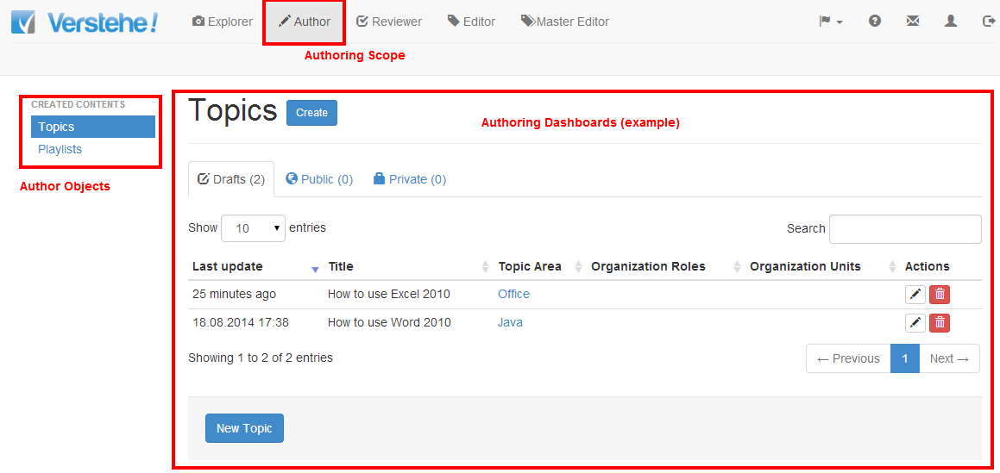 Verstehe! Explorer Author Reviewer Editor Master Editor
Authoring Scope
CREATED CONTENTS
Topics
Playlists
Author Objects
Topics Create
Authoring Dashboards (example)
Drafts (2) Public (0) Private (0)
Show 10 entries Search
Last update Title Topic Area Organization Roles Organization Units Actions
25 minutes ago How to use Excel 2010 Office
18.08.2014 17:38 How to use Word 2010 Java
Showing 1 to 2 of 2 entries ← Previous 1 Next →
New Topic